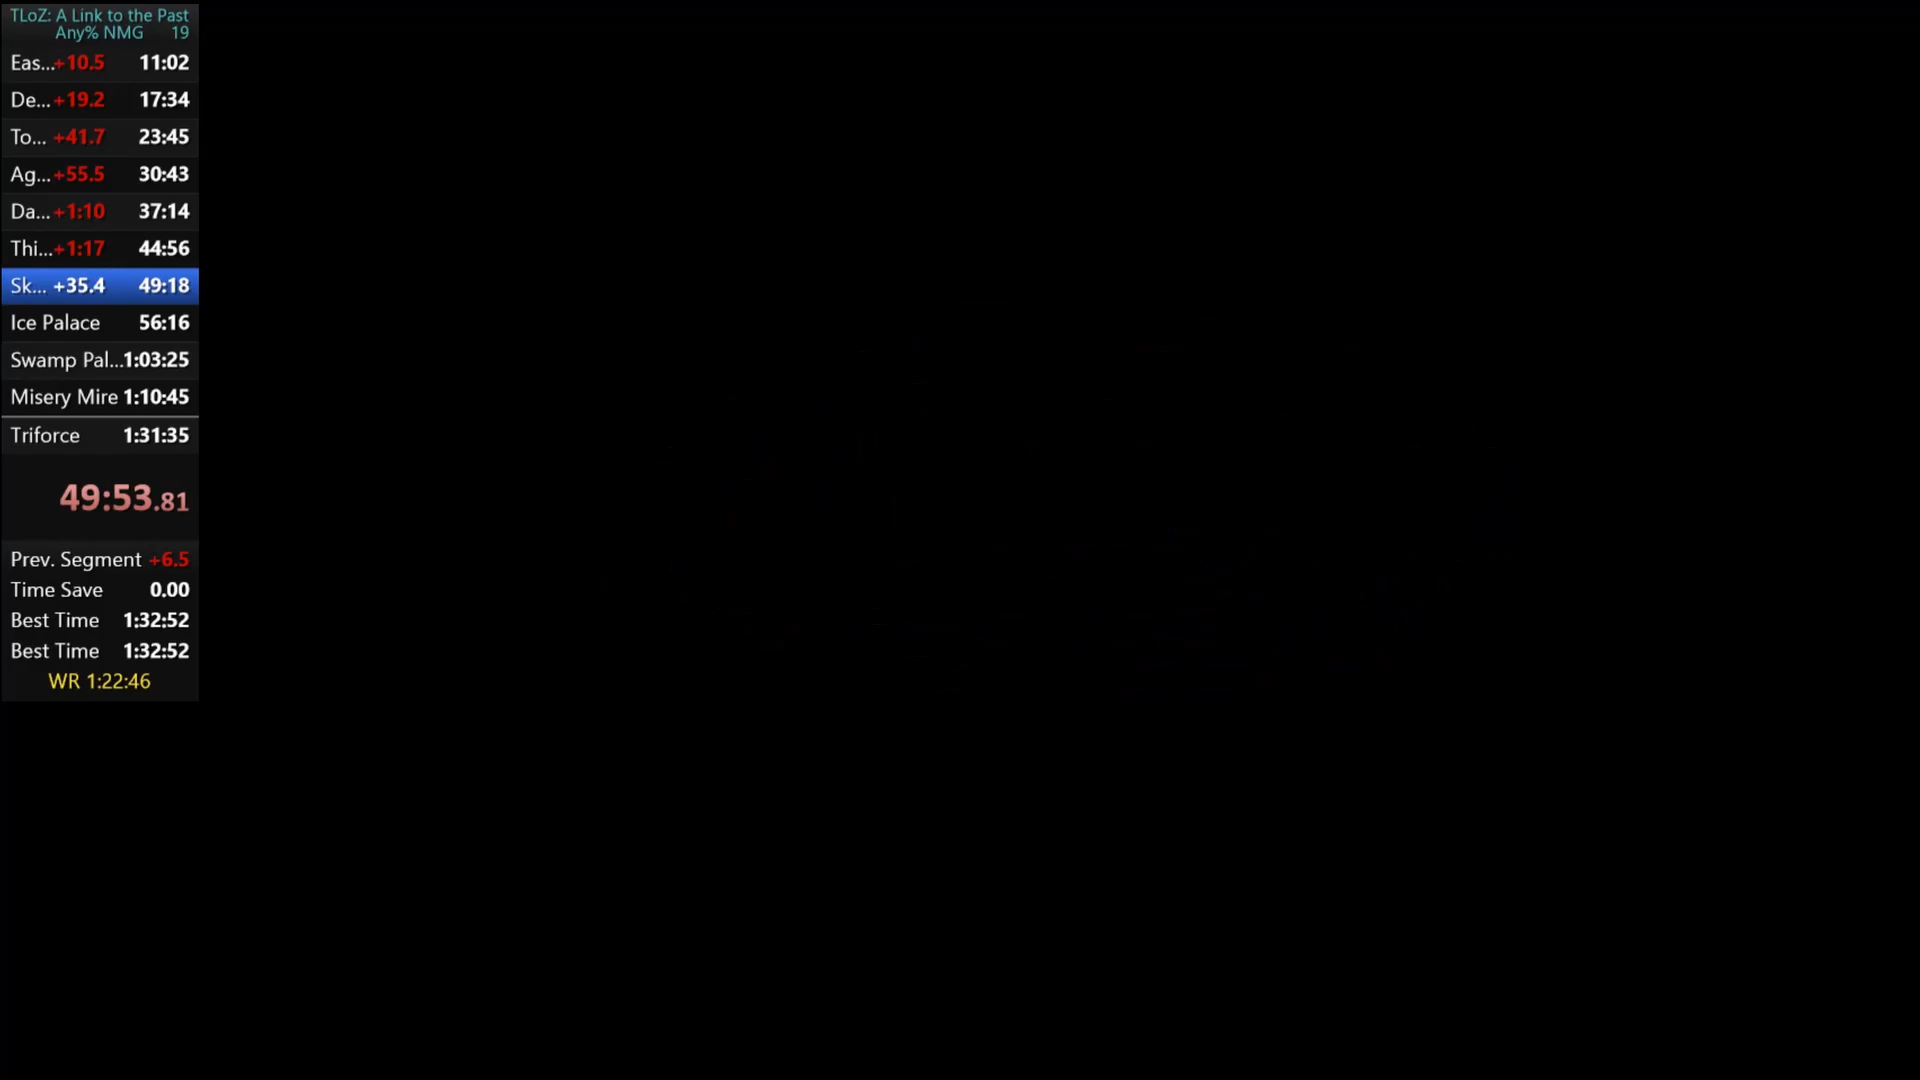 TLoZ: A Link to the Past
Any% NMG 19
Eas... +10.5 11:02
De... +19.2 17:34
To... +41.7 23:45
Ag... +55.5 30:43
Da... +1:10 37:14
Thi... +1:17 44:56
Sk... +35.4 49:18
Ice Palace 56:16
Swamp Pal... 1:03:25
Misery Mire 1:10:45
Triforce 1:31:35
49:53.81
Prev. Segment +6.5
Time Save 0.00
Best Time 1:32:52
Best Time 1:32:52
WR 1:22:46